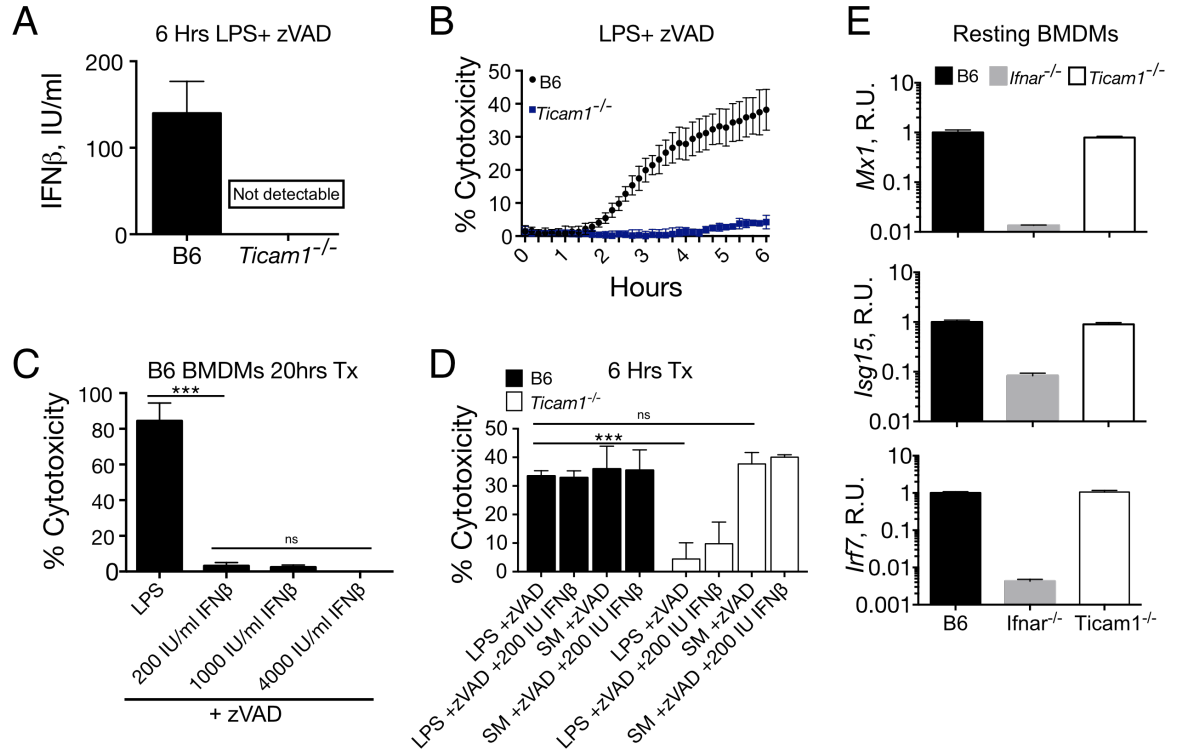 A
6 Hrs LPS+ zVAD
IFNβ, IU/ml
200
100
0
Not detectable
B6
Ticam1-/-
B
LPS+ zVAD
% Cytotoxicity
50
40
30
20
10
0
B6
Ticam1-/-
0 1 2 3 4 5 6
Hours
C
B6 BMDMs 20hrs Tx
% Cytotoxicity
100
80
60
40
20
0
***
ns
LPS
200 IU/ml IFNβ
1000 IU/ml IFNβ
4000 IU/ml IFNβ
+ zVAD
D
6 Hrs Tx
B6
Ticam1-/-
% Cytotoxicity
50
40
30
20
10
0
ns
***
LPS +zVAD
LPS +zVAD +200 IU IFNβ
SM +zVAD
SM +zVAD +200 IU IFNβ
LPS +zVAD
LPS +zVAD +200 IU IFNβ
SM +zVAD
SM +zVAD +200 IU IFNβ
E
Resting BMDMs
B6 Ifnar-/- Ticam1-/-
Mx1, R.U.
10
1
0.1
0.01
Isg15, R.U.
10
1
0.1
0.01
Irf7, R.U.
10
1
0.1
0.01
0.001
B6 Ifnar-/- Ticam1-/-